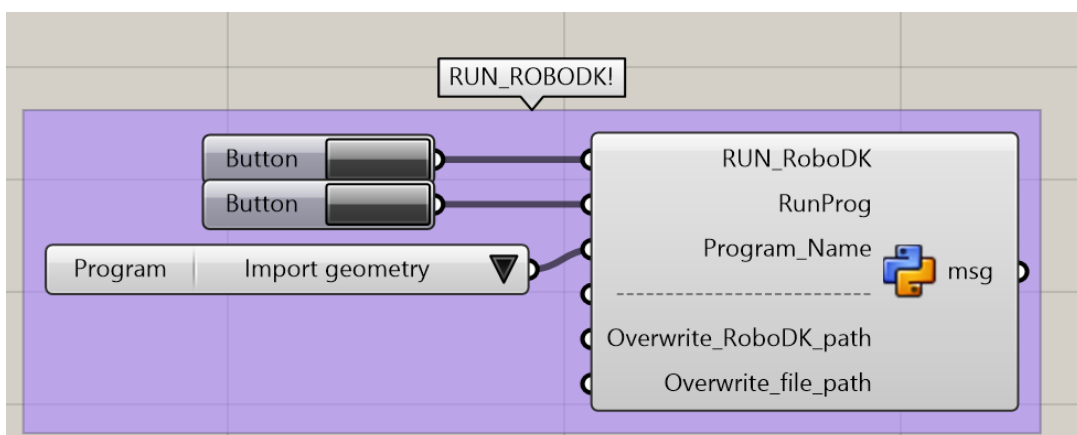 RUN_ROBODK!
Button
RUN_RoboDK
Button
RunProg
Program
Import geometry
Program_Name
msg
Overwrite_RoboDK_path
Overwrite_file_path